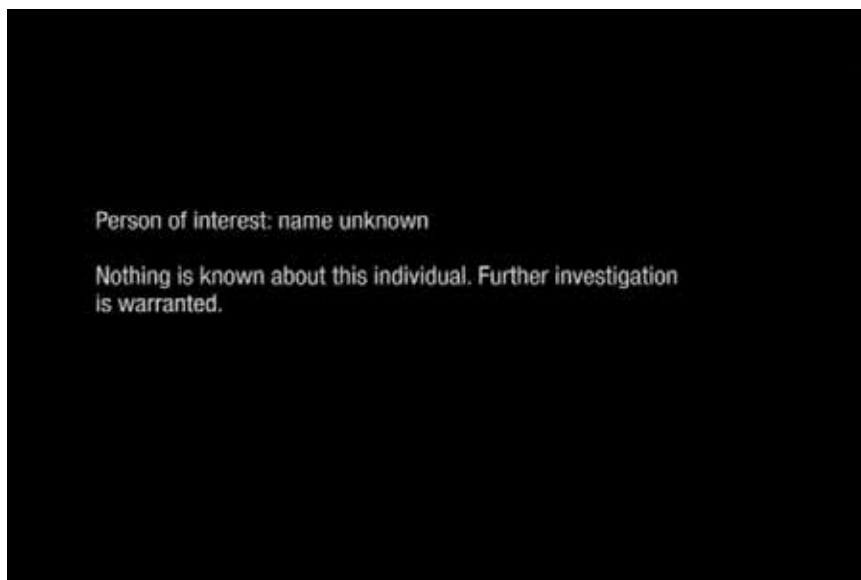 Person of interest: name unknown
Nothing is known about this individual. Further investigation
is warranted.